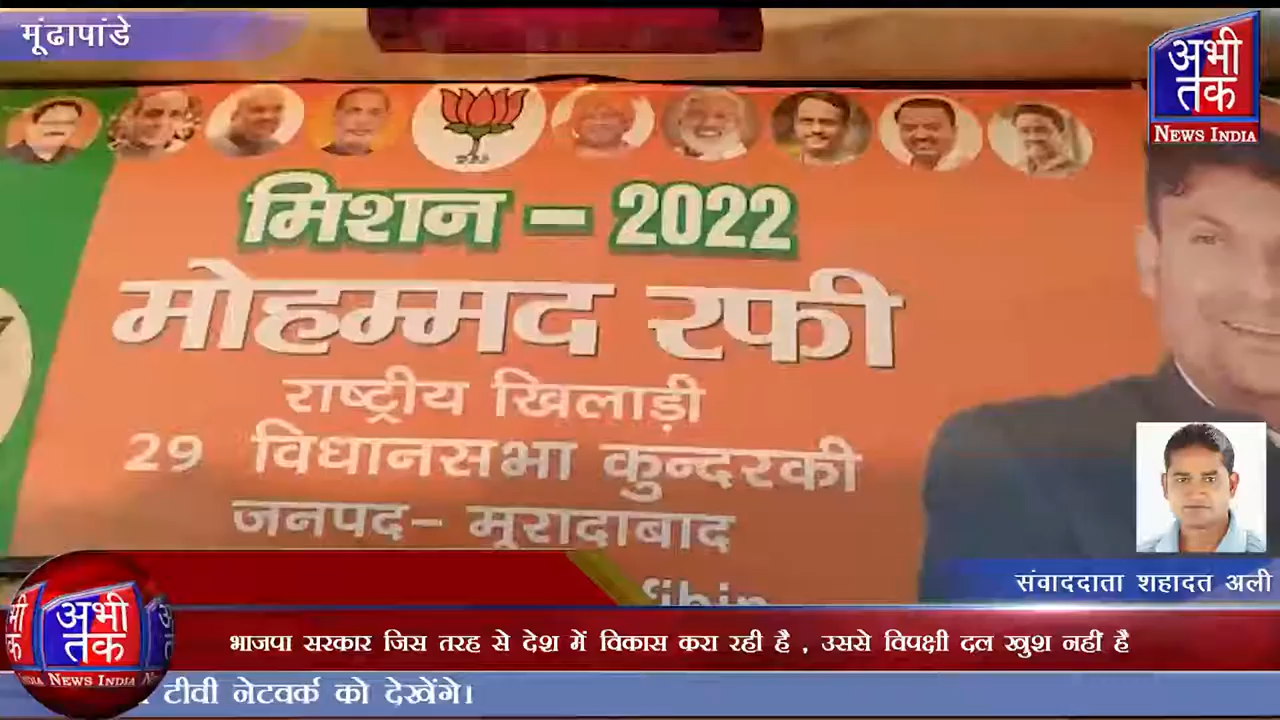 मूंढापांडे
अभी
तक
NEWS INDIA
मिशन - 2022
मोहम्मद रफी
राष्ट्रीय खिलाड़ी
29 विधानसभा कुन्दरकी
जनपद- मुरादाबाद
संवाददाता शहादत अली
अभी
तक
NEWS INDIA
भाजपा सरकार जिस तरह से देश में विकास करा रही है , उससे विपक्षी दल खुश नहीं है
टीवी नेटवर्क को देखेंगे।